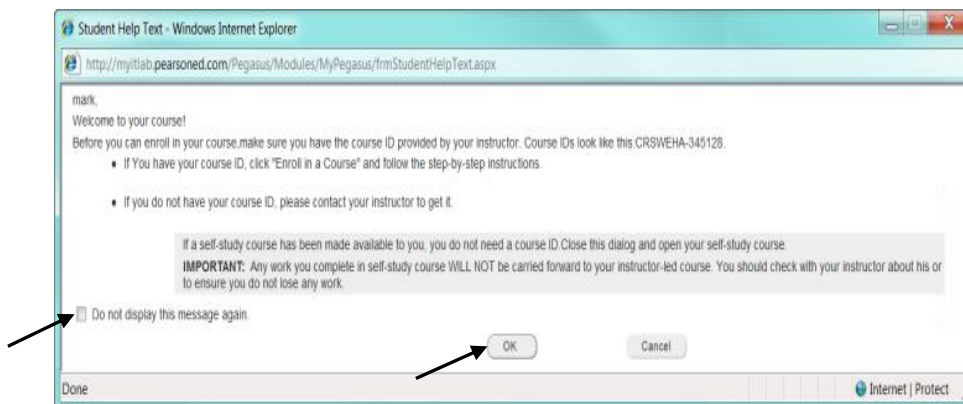 Student Help Text - Windows Internet Explorer
http://myitlab.pearsoned.com/Pegasus/Modules/MyPegasus/frmStudentHelpText.aspx
mark,
Welcome to your course!
Before you can enroll in your course,make sure you have the course ID provided by your instructor. Course IDs look like this:CRSWEHA-345128.
• If You have your course ID, click "Enroll in a Course" and follow the step-by-step instructions.
• If you do not have your course ID, please contact your instructor to get it.
If a self-study course has been made available to you, you do not need a course ID.Close this dialog and open your self-study course.
IMPORTANT: Any work you complete in self-study course WILL NOT be carried forward to your instructor-led course. You should check with your instructor about his or
to ensure you do not lose any work.
Do not display this message again.
OK Cancel
Done Internet | Protect